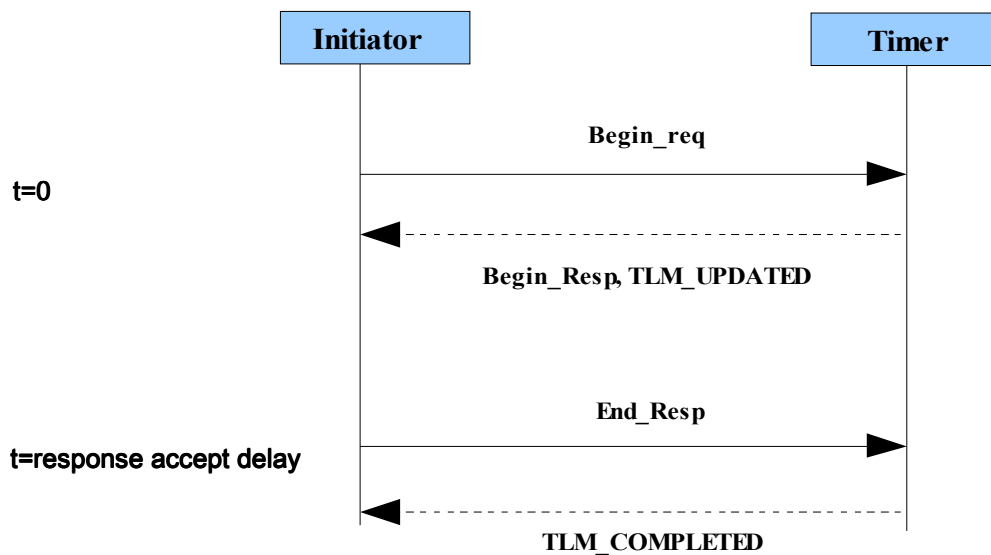 Initiator
Timer
Begin_req
t=0
Begin_Resp, TLM_UPDATED
End_Resp
t=response accept delay
TLM_COMPLETED